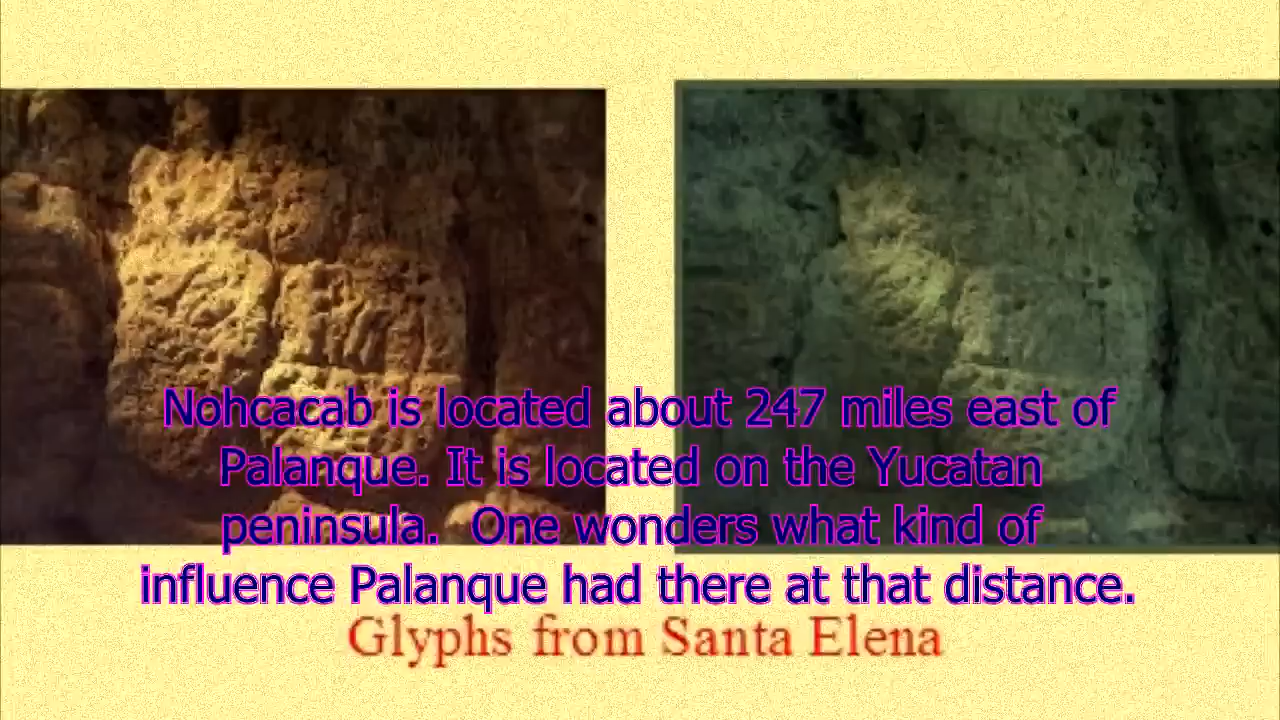 Nohcacab is located about 247 miles east of
Palanque. It is located on the Yucatan
peninsula.  One wonders what kind of
influence Palanque had there at that distance.
Glyphs from Santa Elena